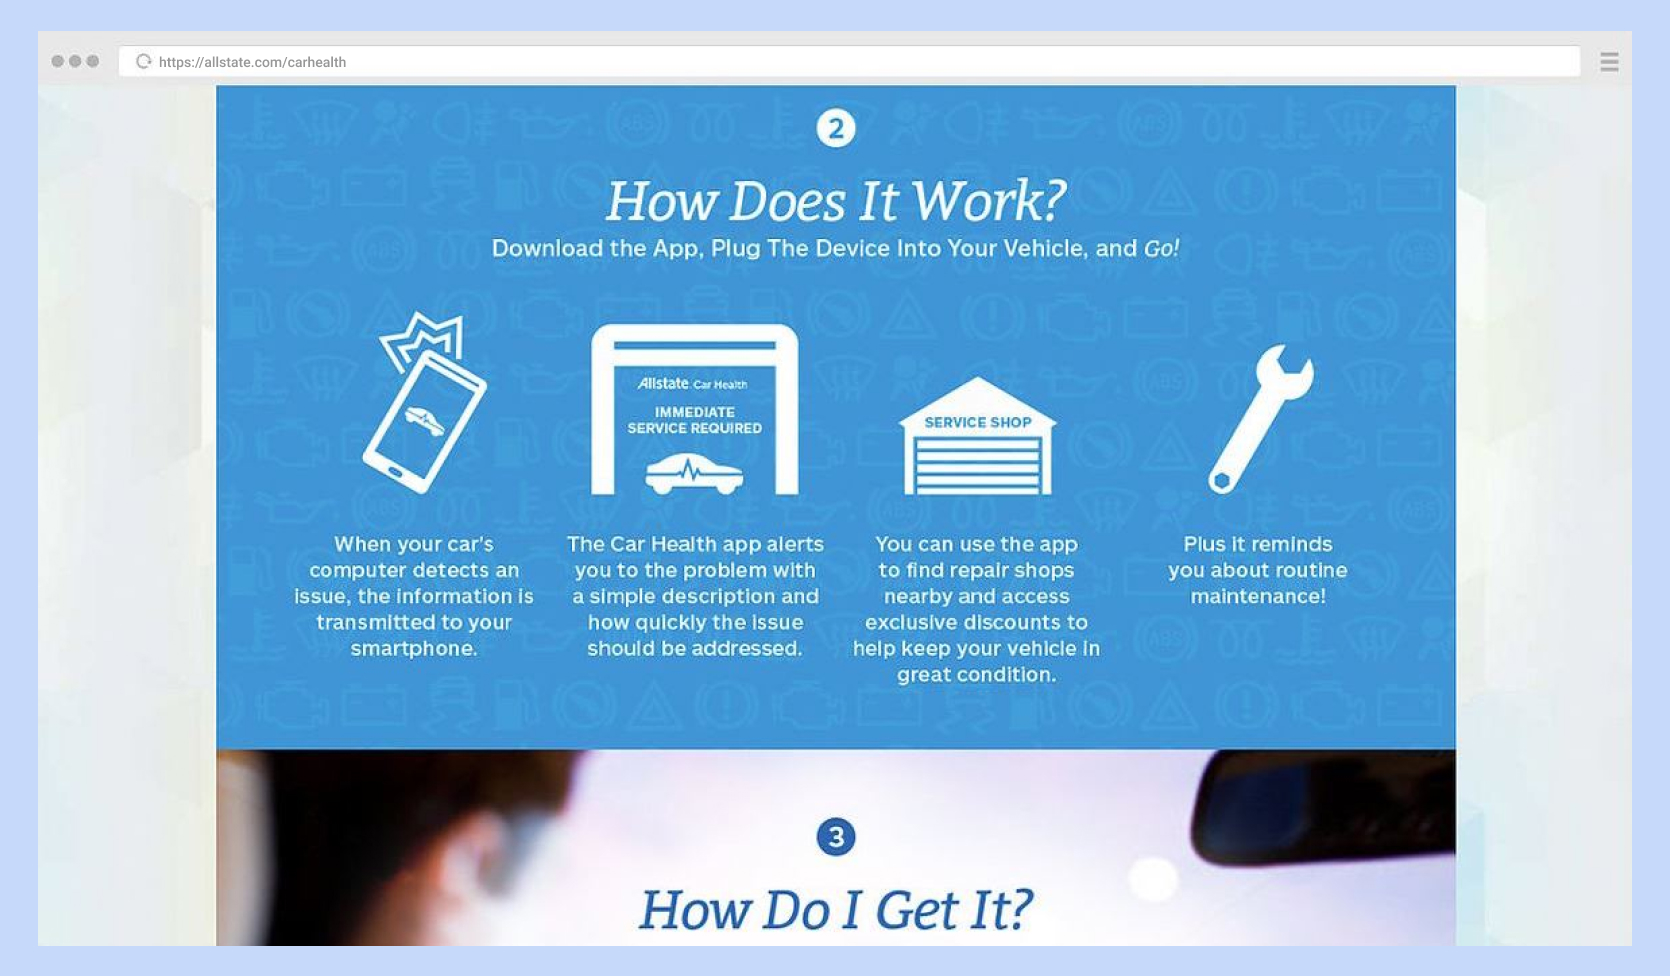 https://allstate.com/carhealth
2
How Does It Work?
Download the App, Plug The Device Into Your Vehicle, and Go!
Allstate Car Health
IMMEDIATE
SERVICE REQUIRED
SERVICE SHOP
When your car's
computer detects an
issue, the information is
transmitted to your
smartphone.
The Car Health app alerts
you to the problem with
a simple description and
how quickly the issue
should be addressed.
You can use the app
to find repair shops
nearby and access
exclusive discounts to
help keep your vehicle in
great condition.
Plus it reminds
you about routine
maintenance!
3
How Do I Get It?